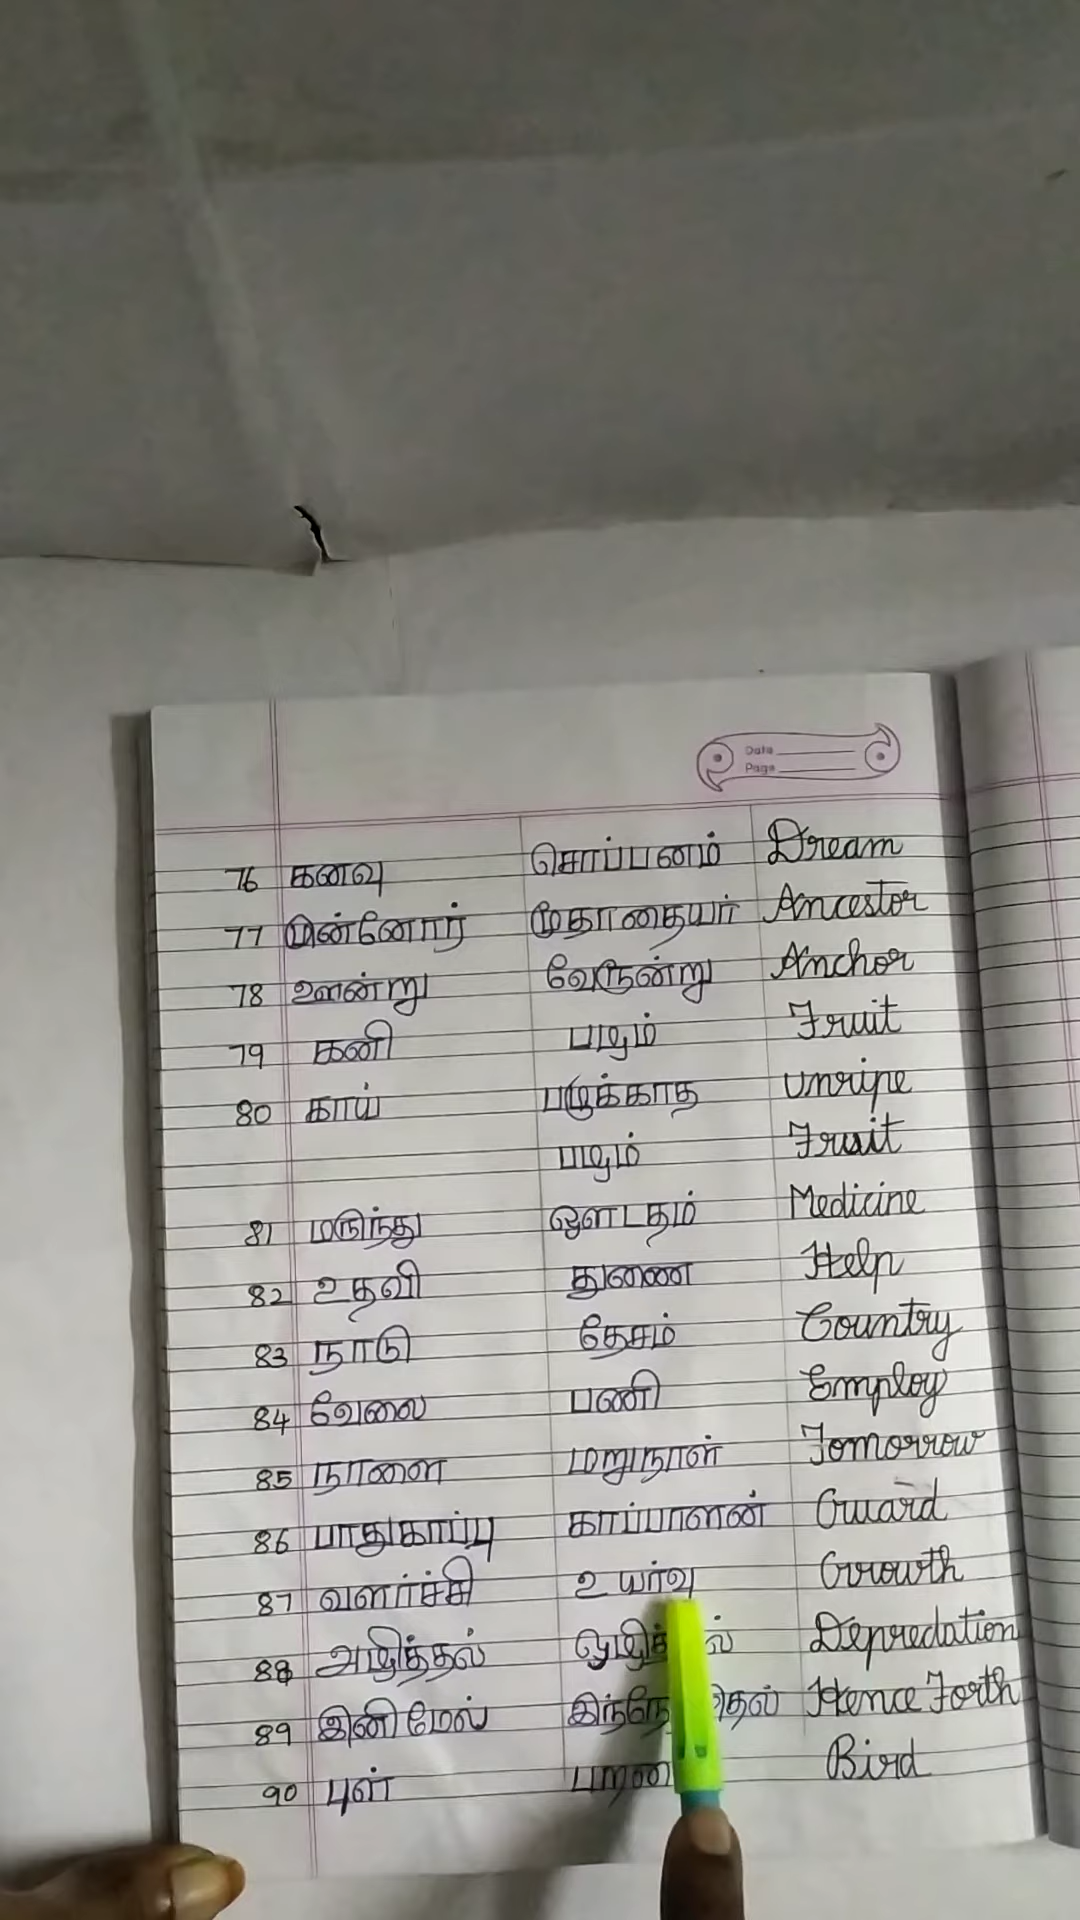 Date
Page
76 கனவு சொப்பனம் Dream
77 முன்னோர் மூதாதையர் Ancestor
78 ஊன்று வேரூன்று Anchor
79 கனி பழம் Fruit
80 காய் பழுக்காத unripe
பழம் Fruit
81 மருந்து ஔடதம் Medicine
82 உதவி துணை Help
83 நாடு தேசம் Country
84 வேலை பணி Employ
85 நாளை மறுநாள் Tomorrow
86 பாதுகாப்பு காப்பாளன் Guard
87 வளர்ச்சி உயர்வு Growth
88 அழித்தல் Depredation
89 இனிமேல் Hence Forth
90 புள் Bird